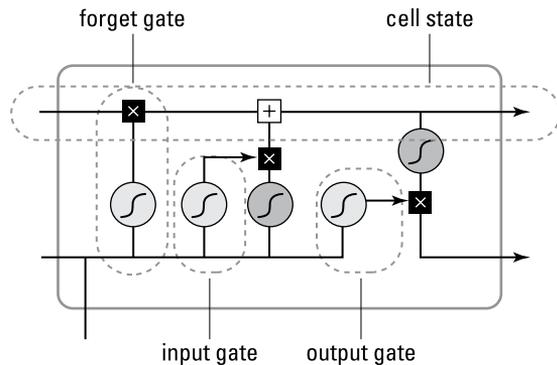 forget gate
cell state
×
+
×
×
input gate
output gate